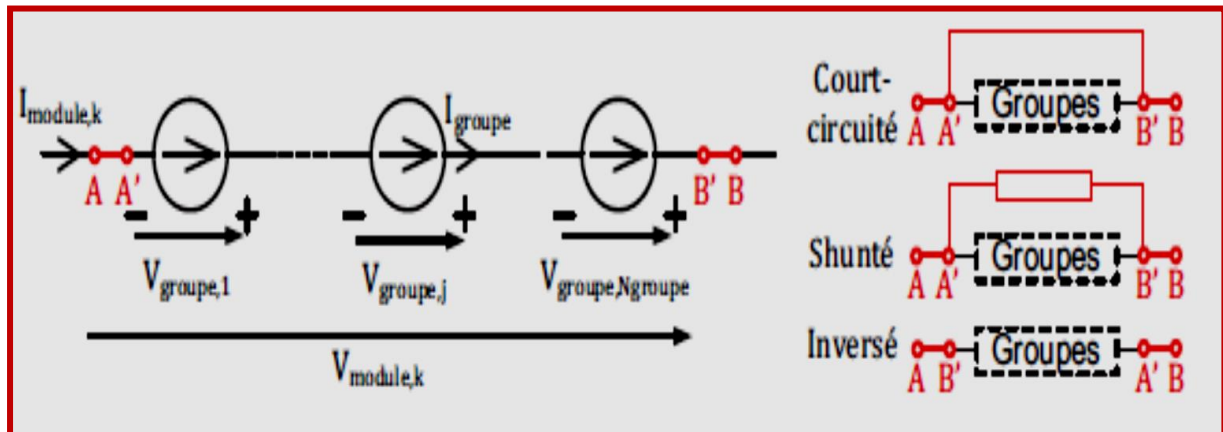 I_module,k
I_groupe
A A' B' B
- + - + - +
V_groupe,1 V_groupe,j V_groupe,Ngroupe
V_module,k
Court-
circuité
Groupes
A A' B' B
Shunté
Groupes
A A' B' B
Inversé
Groupes
A B' A' B